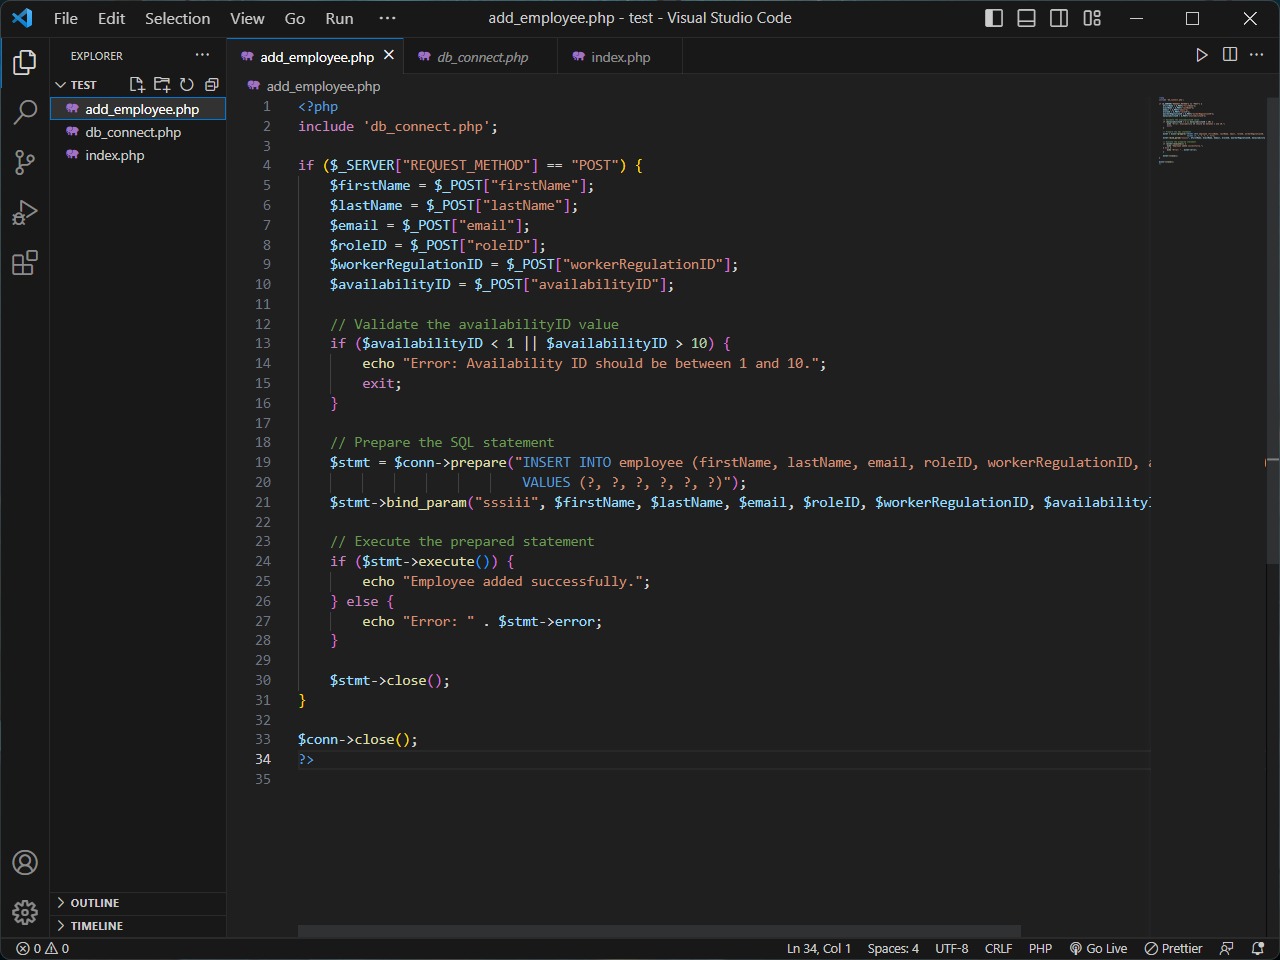 File Edit Selection View Go Run ··· add_employee.php - test - Visual Studio Code
EXPLORER ···
TEST
add_employee.php
db_connect.php
index.php
OUTLINE
TIMELINE
add_employee.php db_connect.php index.php ···
add_employee.php
1 <?php
2 include 'db_connect.php';
3
4 if ($_SERVER["REQUEST_METHOD"] == "POST") {
5 $firstName = $_POST["firstName"];
6 $lastName = $_POST["lastName"];
7 $email = $_POST["email"];
8 $roleID = $_POST["roleID"];
9 $workerRegulationID = $_POST["workerRegulationID"];
10 $availabilityID = $_POST["availabilityID"];
11
12 // Validate the availabilityID value
13 if ($availabilityID < 1 || $availabilityID > 10) {
14 echo "Error: Availability ID should be between 1 and 10.";
15 exit;
16 }
17
18 // Prepare the SQL statement
19 $stmt = $conn->prepare("INSERT INTO employee (firstName, lastName, email, roleID, workerRegulationID,
20 VALUES (?, ?, ?, ?, ?, ?)");
21 $stmt->bind_param("sssiii", $firstName, $lastName, $email, $roleID, $workerRegulationID, $availability
22
23 // Execute the prepared statement
24 if ($stmt->execute()) {
25 echo "Employee added successfully.";
26 } else {
27 echo "Error: " . $stmt->error;
28 }
29
30 $stmt->close();
31 }
32
33 $conn->close();
34 ?>
35
0 0 Ln 34, Col 1 Spaces: 4 UTF-8 CRLF PHP Go Live Prettier